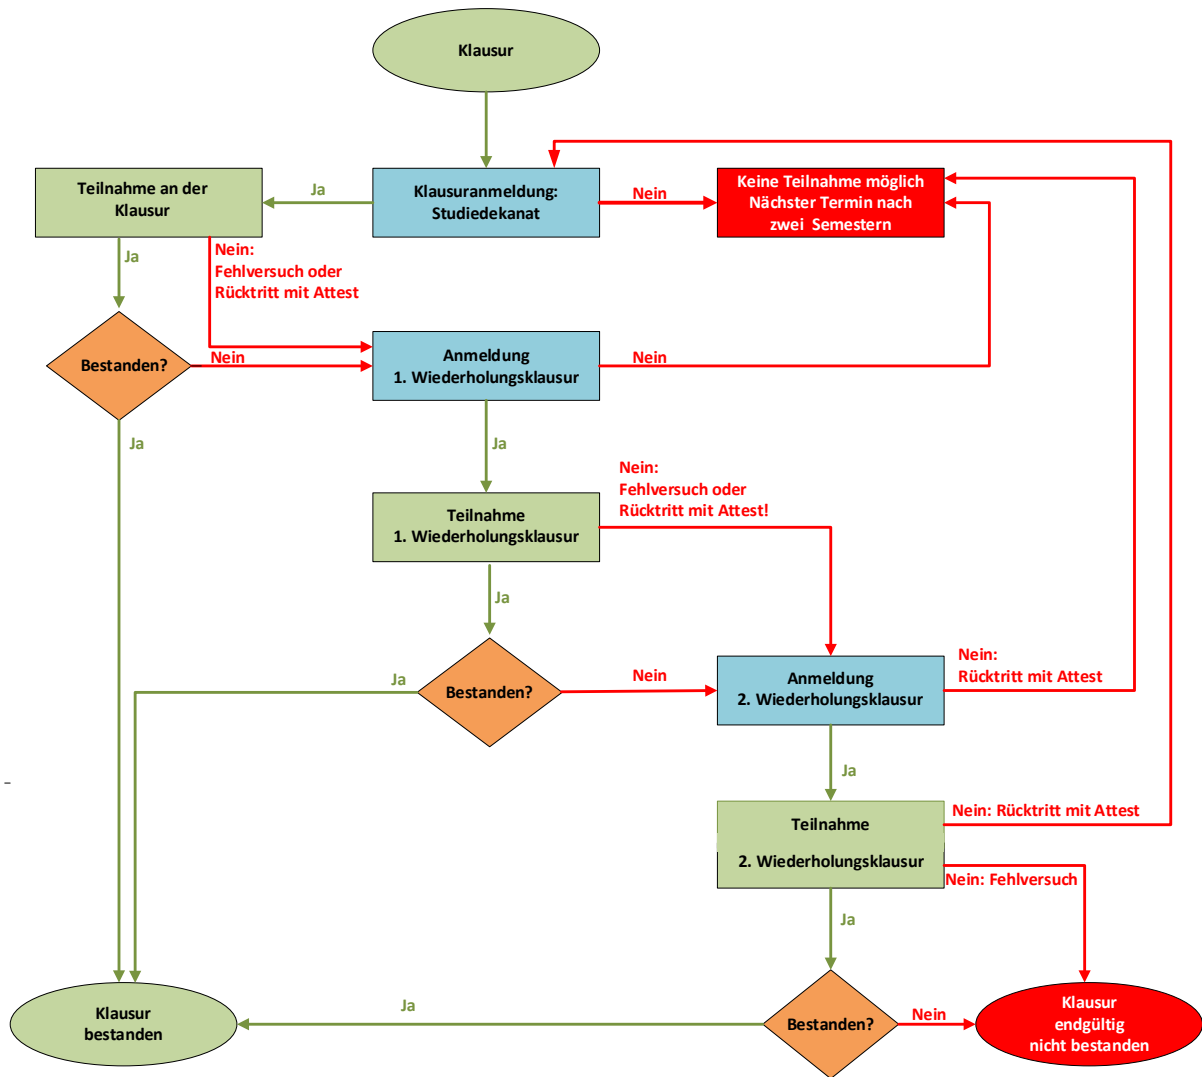 Klausur
Teilnahme an der
Klausur
Ja
Klausuranmeldung:
Studiedekanat
Nein
Keine Teilnahme möglich
Nächster Termin nach
zwei Semestern
Ja
Nein:
Fehlversuch oder
Rücktritt mit Attest
Bestanden?
Nein
Anmeldung
1. Wiederholungsklausur
Nein
Ja
Ja
Nein:
Fehlversuch oder
Rücktritt mit Attest!
Teilnahme
1. Wiederholungsklausur
Ja
Ja
Bestanden?
Nein
Anmeldung
2. Wiederholungsklausur
Nein:
Rücktritt mit Attest
Ja
Teilnahme
2. Wiederholungsklausur
Nein: Rücktritt mit Attest
Nein: Fehlversuch
Ja
Klausur
bestanden
Ja
Bestanden?
Nein
Klausur
endgültig
nicht bestanden